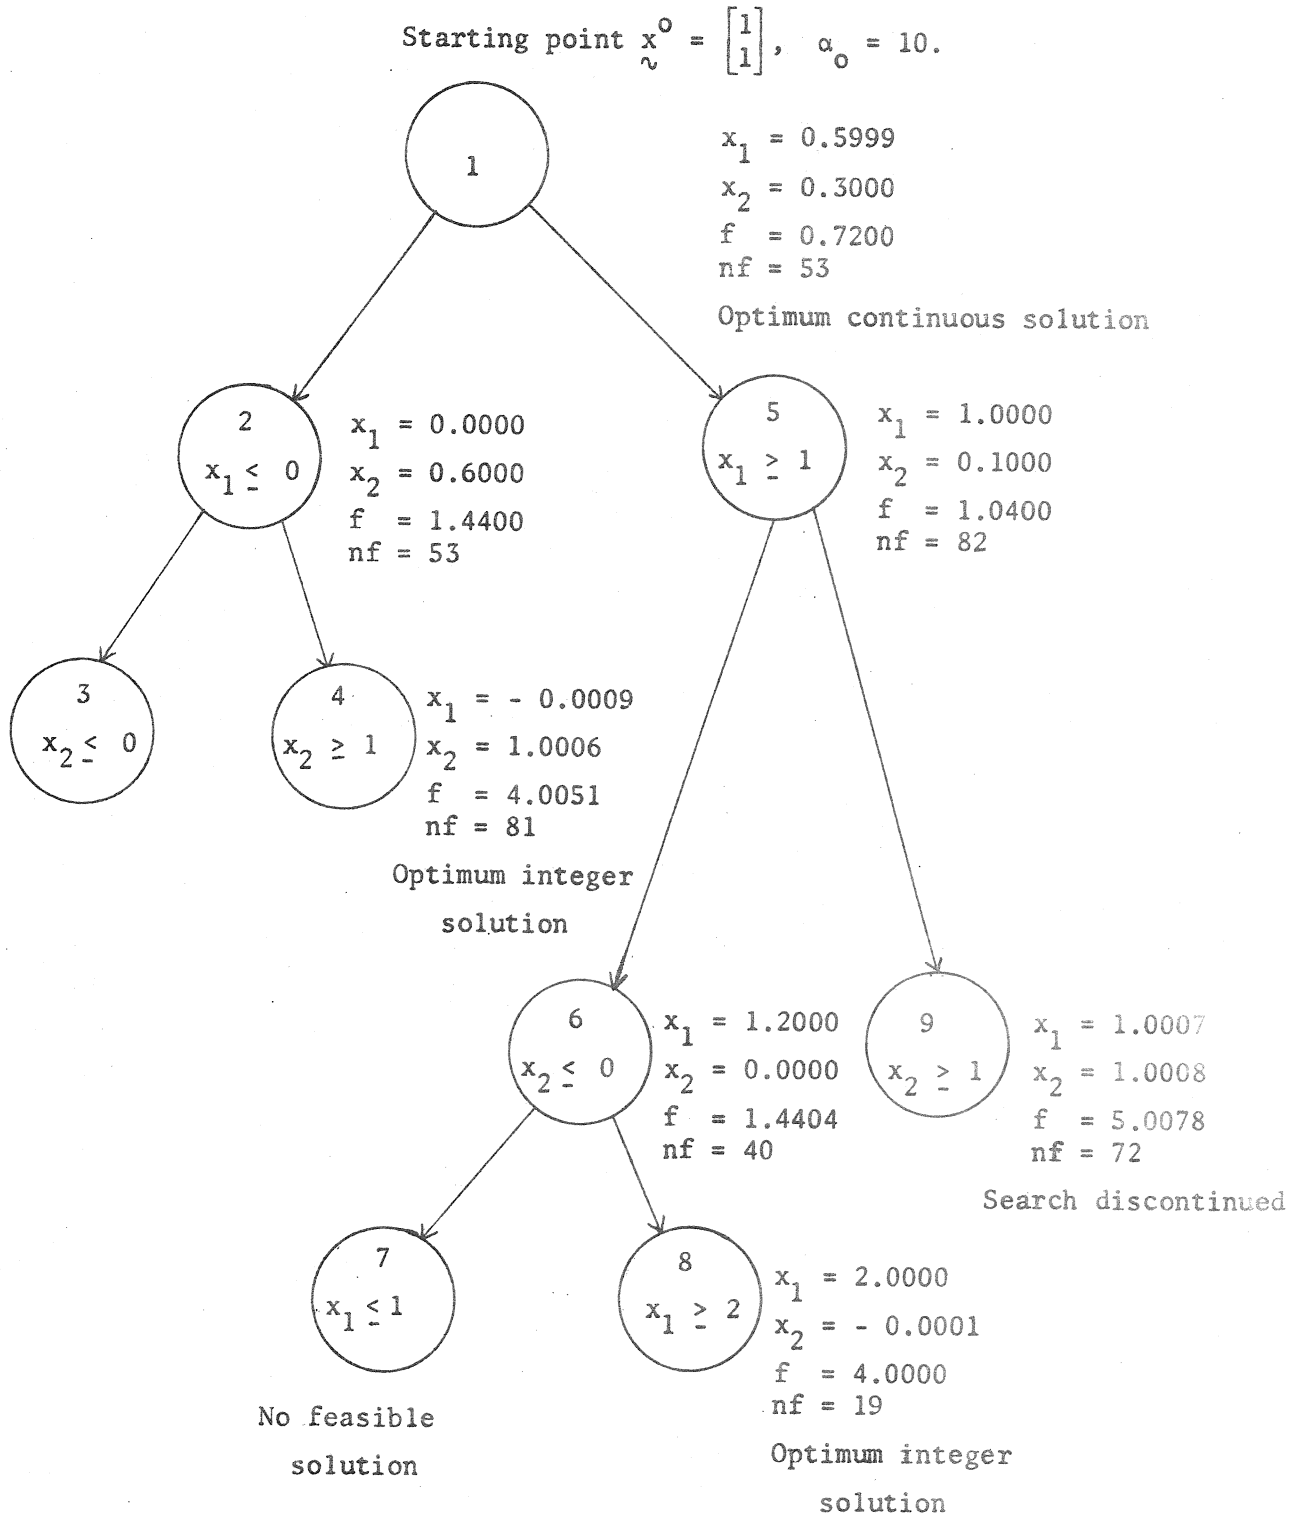 Starting point x⁰ = [1 1], α₀ = 10.
1
x₁ = 0.5999
x₂ = 0.3000
f = 0.7200
nf = 53
Optimum continuous solution
2
x₁ ≤ 0
x₁ = 0.0000
x₂ = 0.6000
f = 1.4400
nf = 53
5
x₁ ≥ 1
x₁ = 1.0000
x₂ = 0.1000
f = 1.0400
nf = 82
3
x₂ ≤ 0
4
x₂ ≥ 1
x₁ = - 0.0009
x₂ = 1.0006
f = 4.0051
nf = 81
Optimum integer
solution
6
x₂ ≤ 0
x₁ = 1.2000
x₂ = 0.0000
f = 1.4404
nf = 40
9
x₂ ≥ 1
x₁ = 1.0007
x₂ = 1.0008
f = 5.0078
nf = 72
Search discontinued
7
x₁ ≤ 1
No feasible
solution
8
x₁ ≥ 2
x₁ = 2.0000
x₂ = - 0.0001
f = 4.0000
nf = 19
Optimum integer
solution